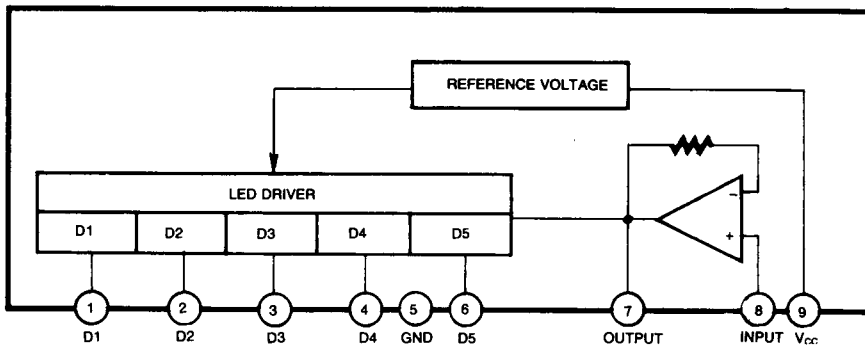 REFERENCE VOLTAGE
LED DRIVER
D1 D2 D3 D4 D5
- +
1 2 3 4 5 6 7 8 9
D1 D2 D3 D4 GND D5 OUTPUT INPUT VCC